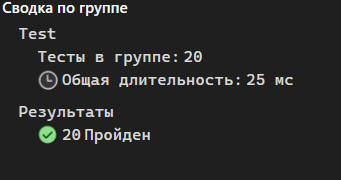 Сводка по группе
Test
Тесты в группе: 20
Общая длительность: 25 мс
Результаты
20 Пройден